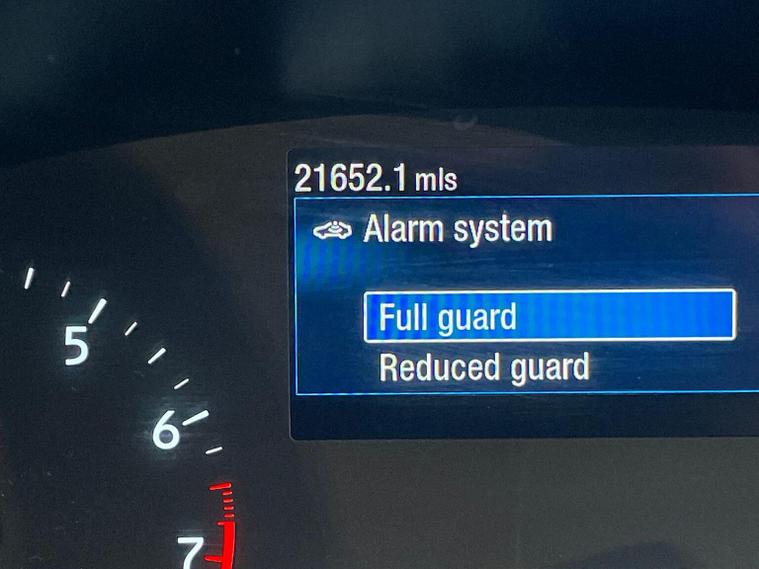 21652.1 mls
Alarm system
Full guard
Reduced guard
5
6
7